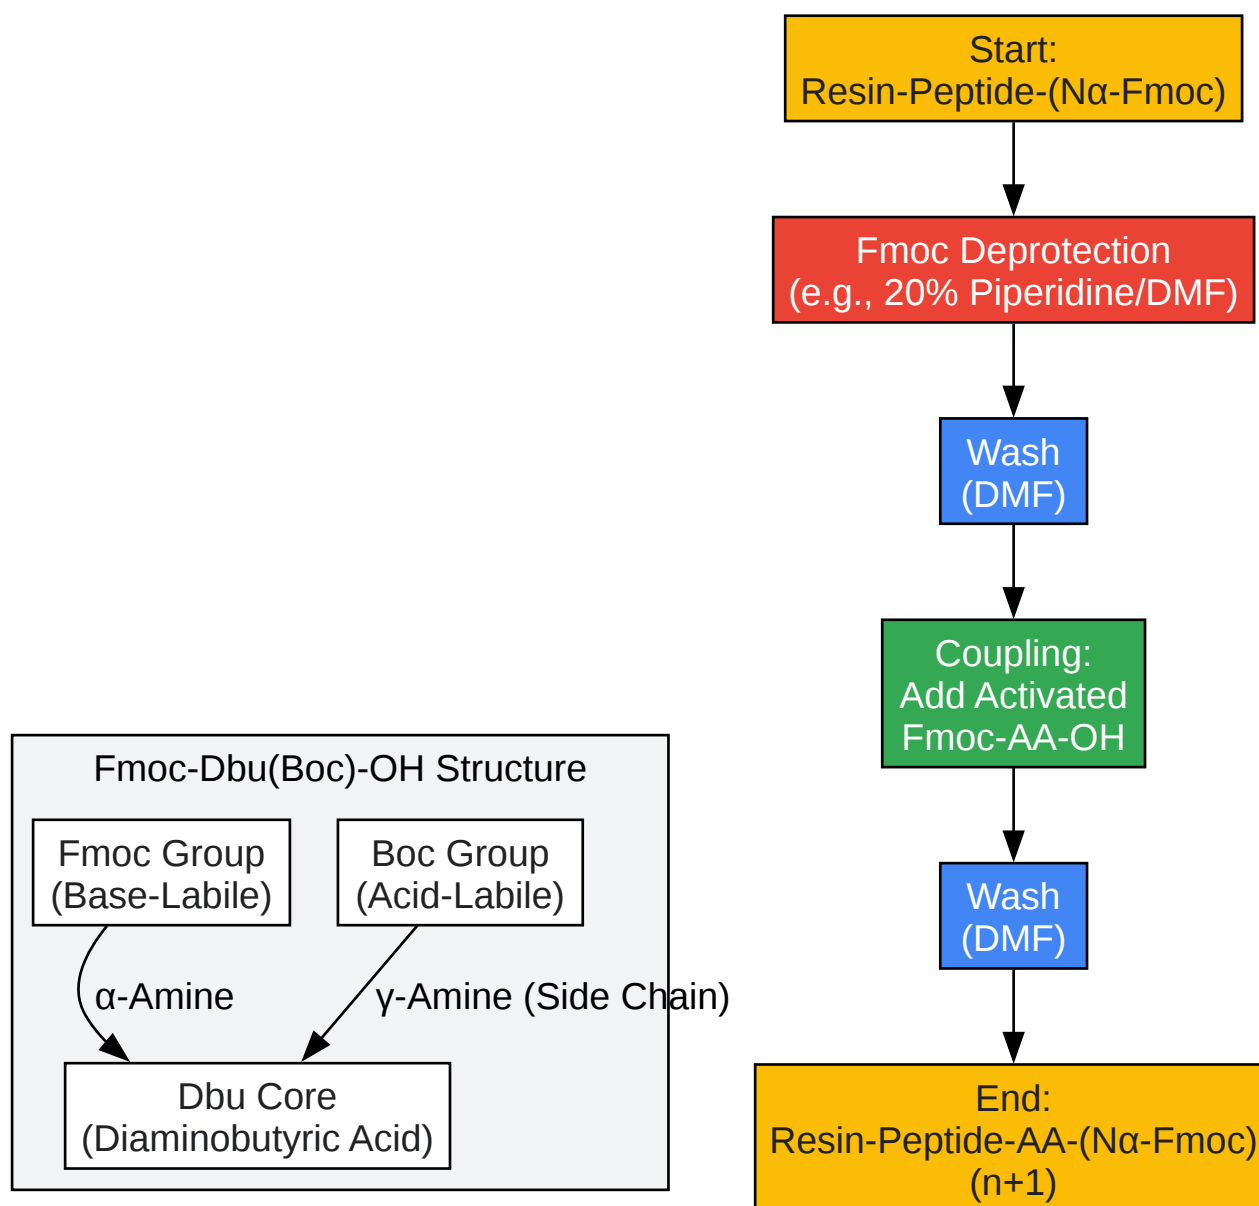 Start:
Resin-Peptide-(Nα-Fmoc)
Fmoc Deprotection
(e.g., 20% Piperidine/DMF)
Wash
(DMF)
Coupling:
Add Activated
Fmoc-AA-OH
Wash
(DMF)
End:
Resin-Peptide-AA-(Nα-Fmoc)
(n+1)
Fmoc-Dbu(Boc)-OH Structure
Fmoc Group
(Base-Labile)
Boc Group
(Acid-Labile)
α-Amine
γ-Amine (Side Chain)
Dbu Core
(Diaminobutyric Acid)